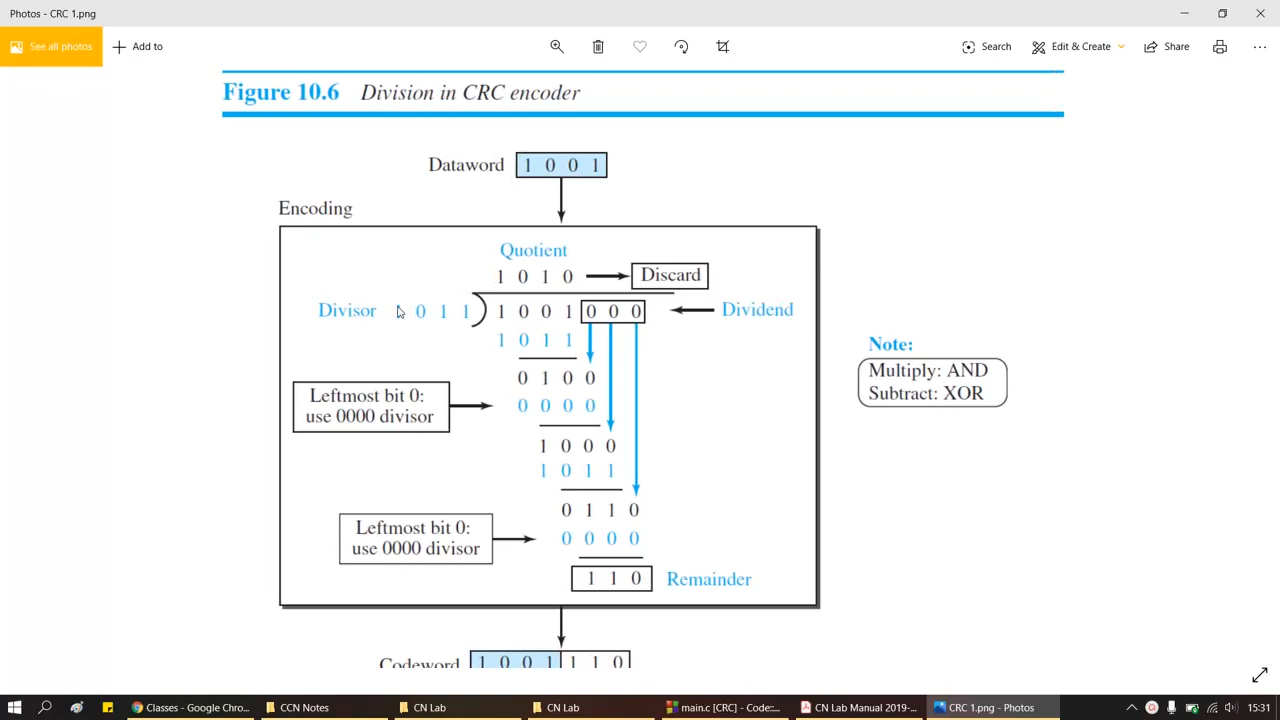 Photos - CRC 1.png
See all photos
Add to
Search
Edit & Create
Share
Figure 10.6 Division in CRC encoder
Dataword 1 0 0 1
Encoding
Quotient
1 0 1 0 Discard
Divisor 0 1 1 1 0 0 1 0 0 0 Dividend
1 0 1 1
Note:
Multiply: AND
Subtract: XOR
0 1 0 0
Leftmost bit 0:
use 0000 divisor
0 0 0 0
1 0 0 0
1 0 1 1
0 1 1 0
Leftmost bit 0:
use 0000 divisor
0 0 0 0
1 1 0 Remainder
Codeword 1 0 0 1 1 1 0
Classes - Google Chro...
CCN Notes
CN Lab
CN Lab
main.c [CRC] - Code:...
CN Lab Manual 2019-...
CRC 1.png - Photos
15:31